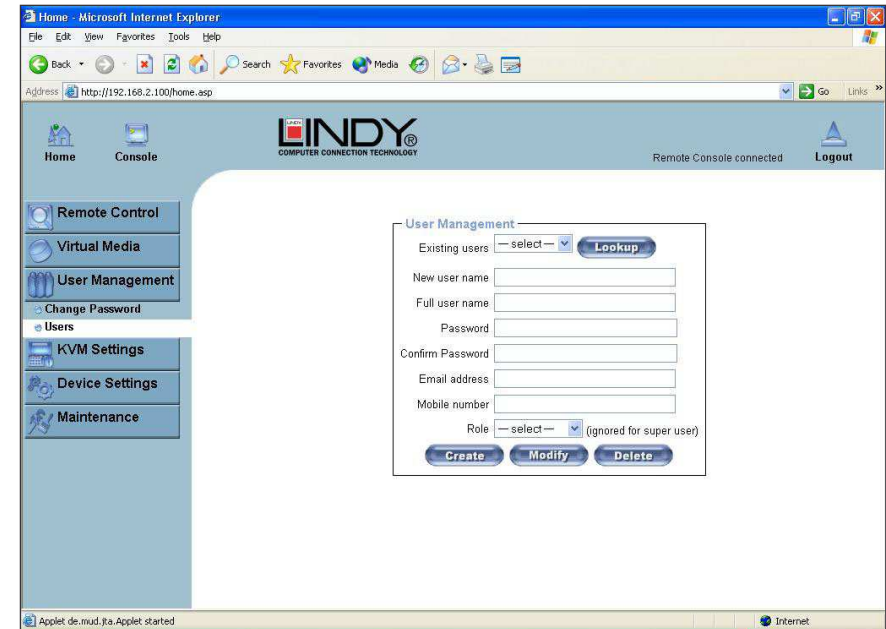 Home - Microsoft Internet Explorer
File Edit View Favorites Tools Help
Back Search Favorites Media
Address http://192.168.2.100/home.asp Go Links »
Home Console
LINDY®
COMPUTER CONNECTION TECHNOLOGY
Remote Console connected
Logout
Remote Control
Virtual Media
User Management
Change Password
Users
KVM Settings
Device Settings
Maintenance
User Management
Existing users — select — Lookup
New user name
Full user name
Password
Confirm Password
Email address
Mobile number
Role — select — (ignored for super user)
Create Modify Delete
Applet de.mud.jta.Applet started Internet